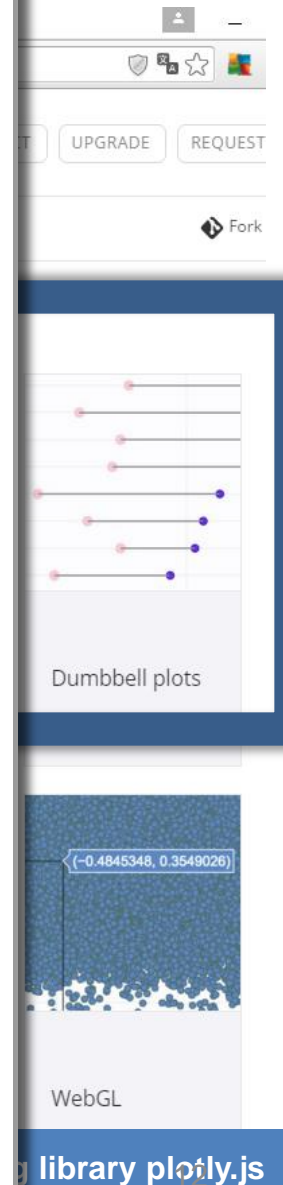 UPGRADE REQUEST
Fork
Dumbbell plots
(−0.4845348, 0.3549026)
WebGL
library plotly.js